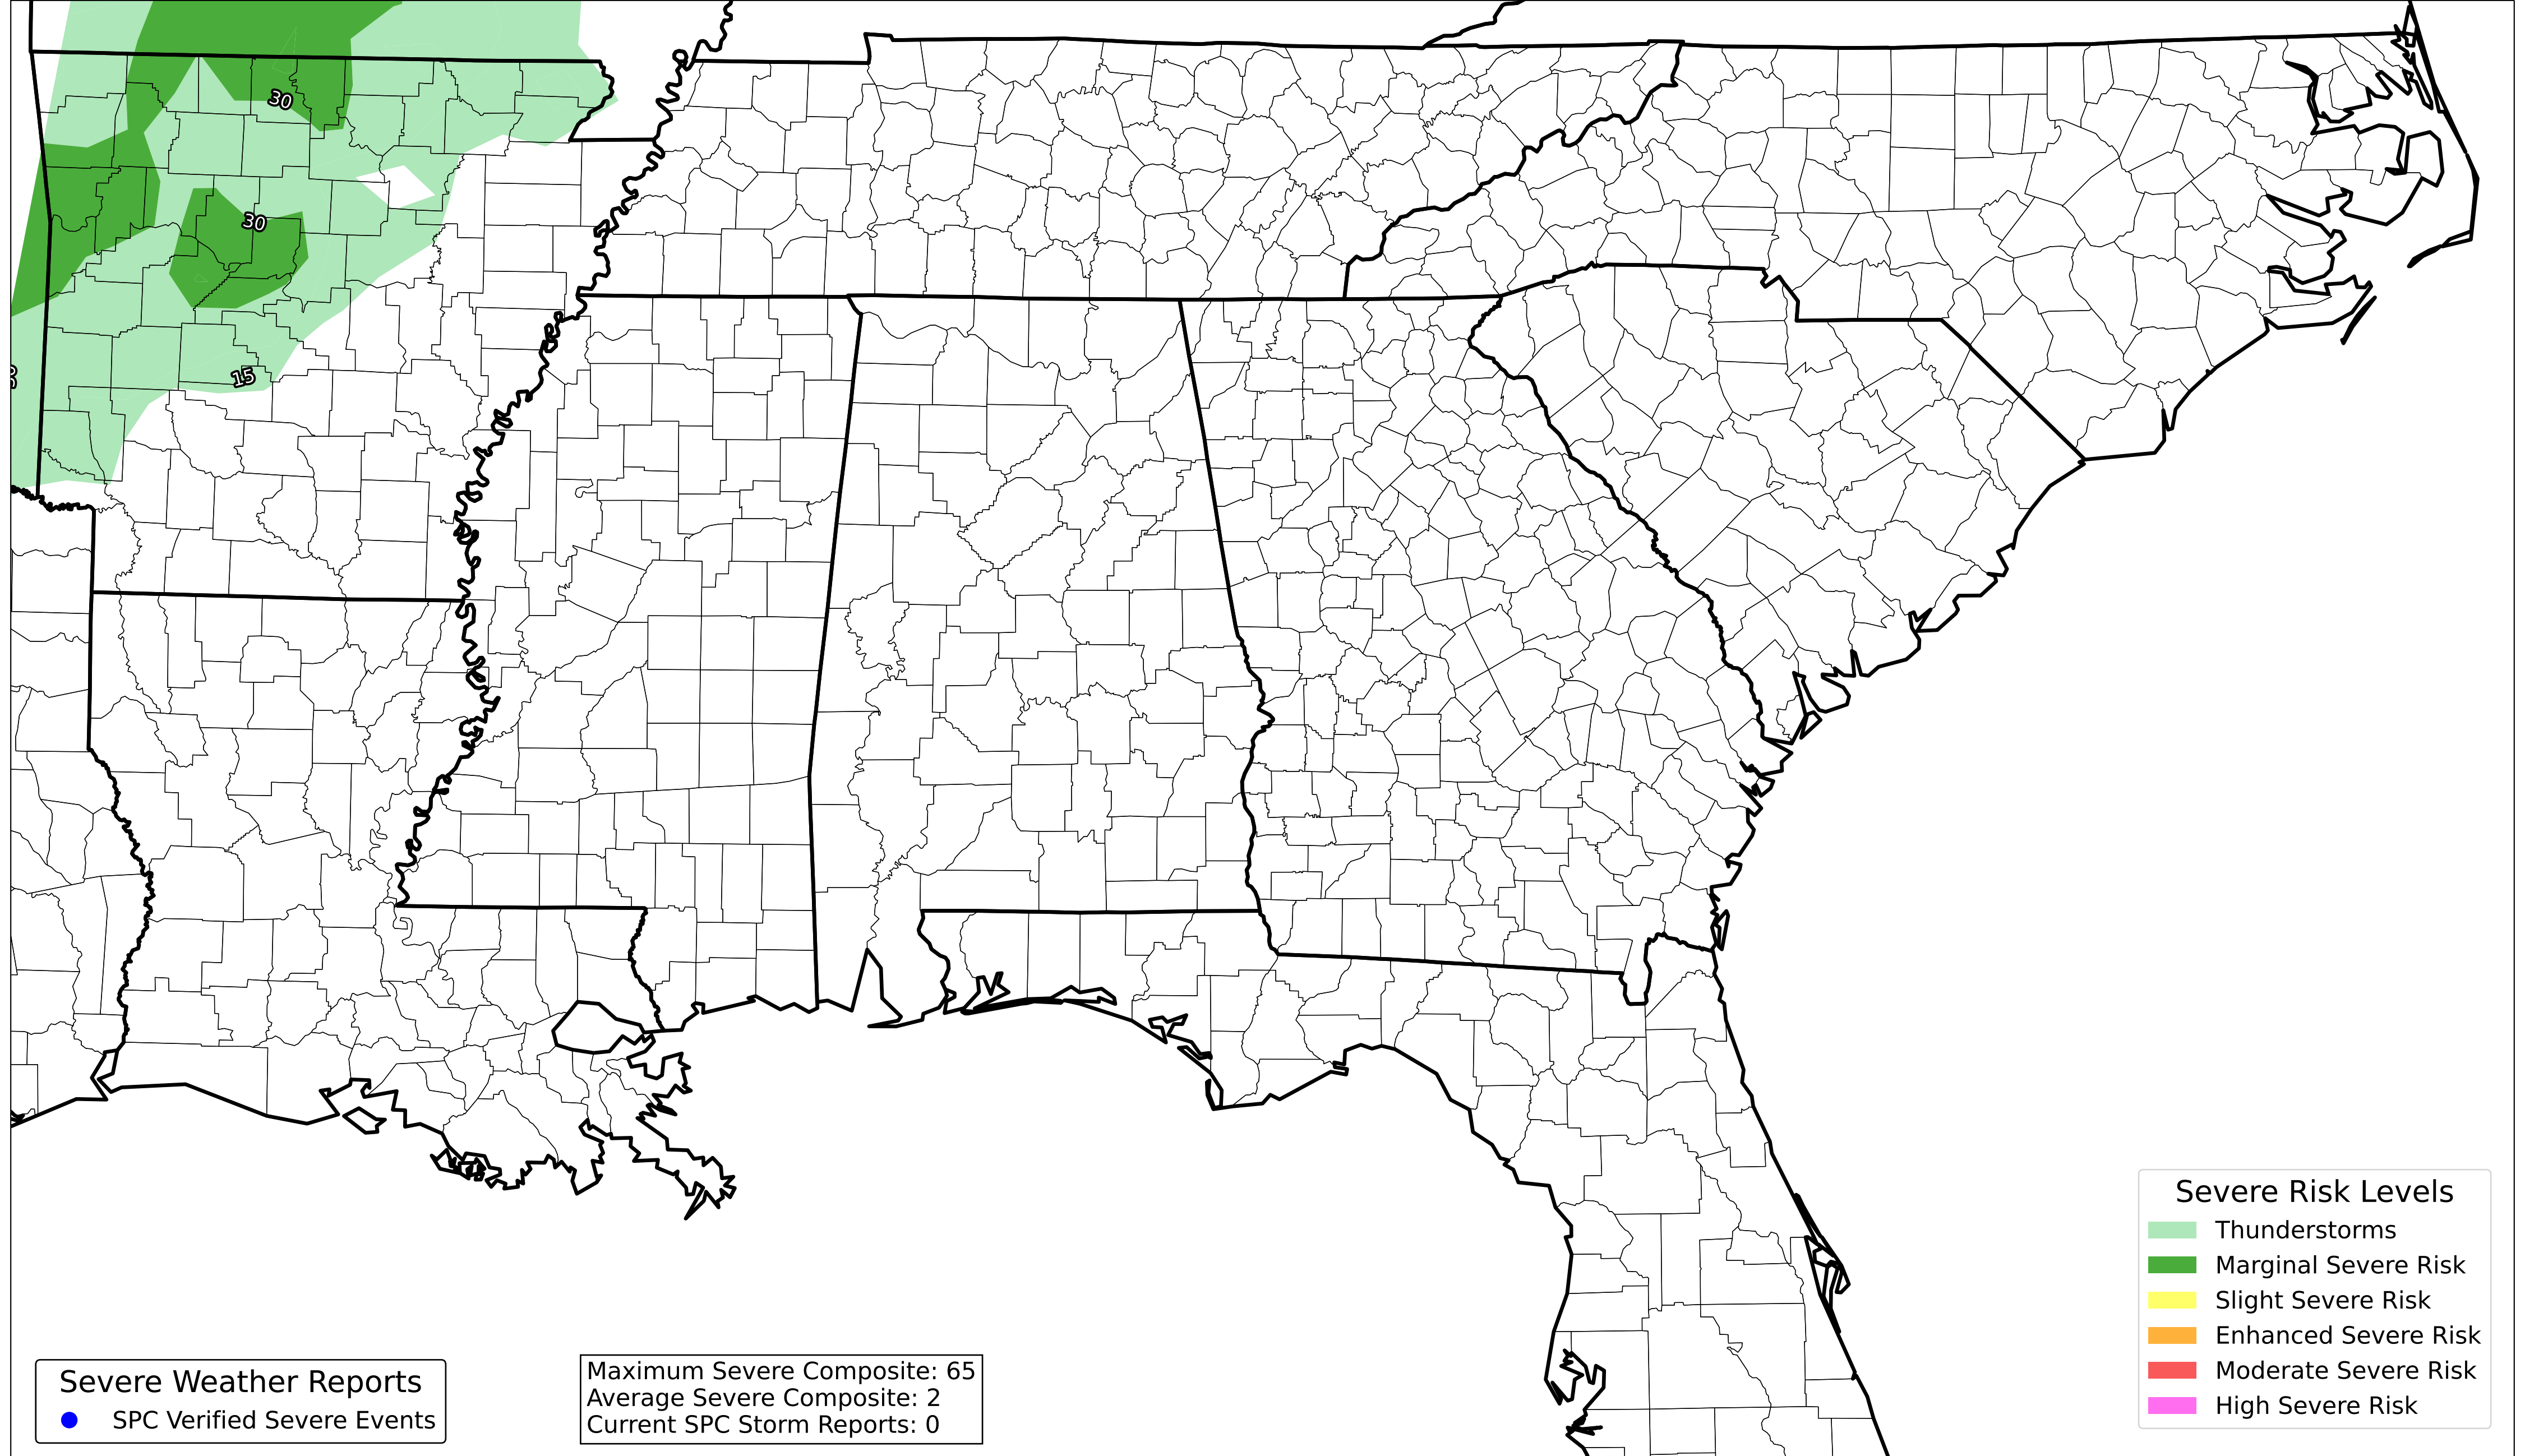 30
30
15
Severe Risk Levels
Thunderstorms
Marginal Severe Risk
Slight Severe Risk
Enhanced Severe Risk
Moderate Severe Risk
High Severe Risk
Severe Weather Reports
SPC Verified Severe Events
Maximum Severe Composite: 65
Average Severe Composite: 2
Current SPC Storm Reports: 0